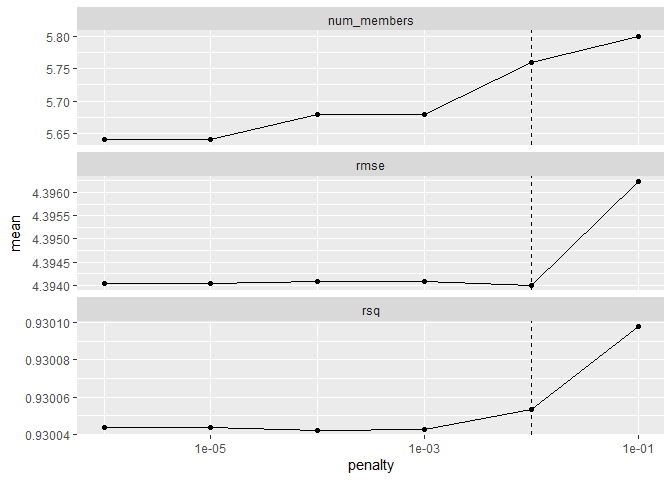 num_members
5.80
5.75
5.70
5.65
rmse
4.3960
4.3955
4.3950
4.3945
4.3940
mean
rsq
0.93010
0.93008
0.93006
0.93004
1e-05
1e-03
1e-01
penalty